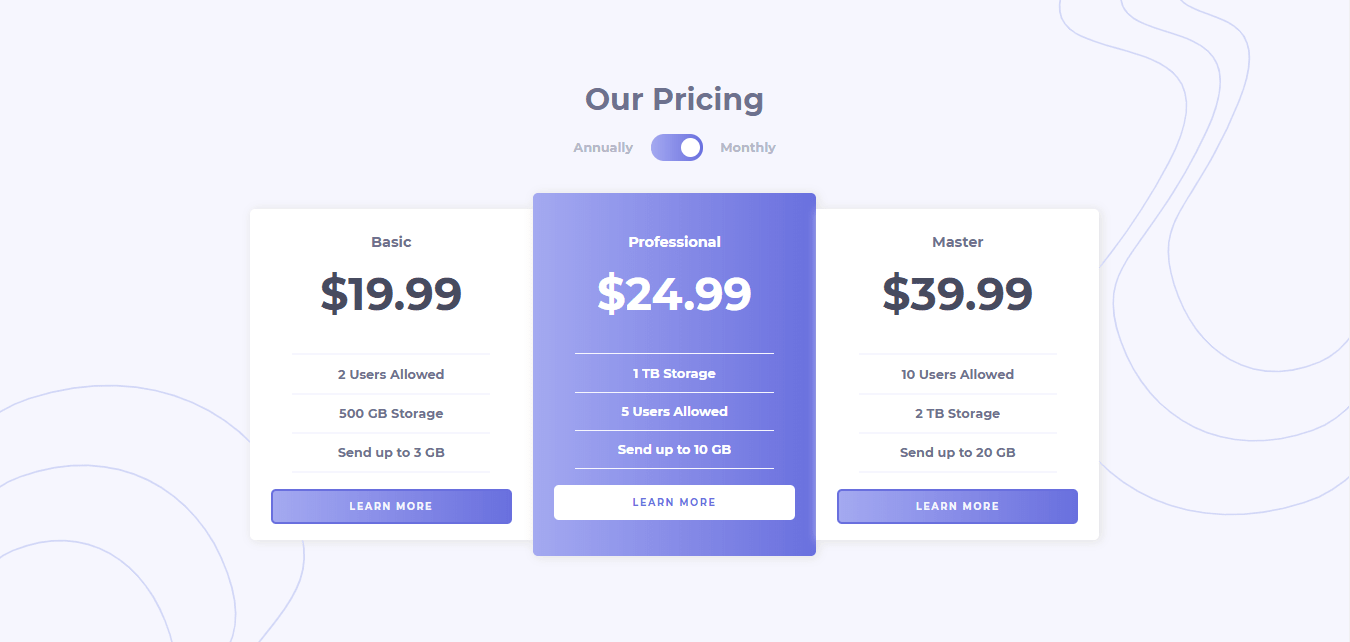 Our Pricing
Annually
Monthly
Basic
$19.99
2 Users Allowed
500 GB Storage
Send up to 3 GB
LEARN MORE
Professional
$24.99
1 TB Storage
5 Users Allowed
Send up to 10 GB
LEARN MORE
Master
$39.99
10 Users Allowed
2 TB Storage
Send up to 20 GB
LEARN MORE